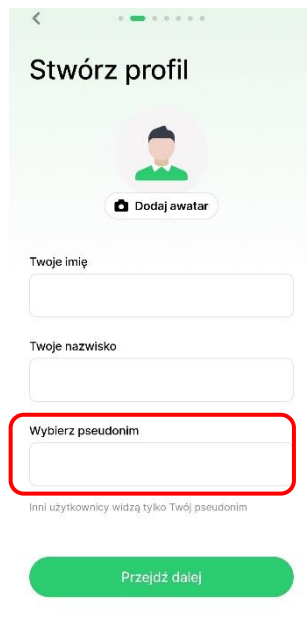 Stwórz profil
Dodaj awatar
Twoje imię
Twoje nazwisko
Wybierz pseudonim
Inni użytkownicy widzą tylko Twój pseudonim
Przejdź dalej